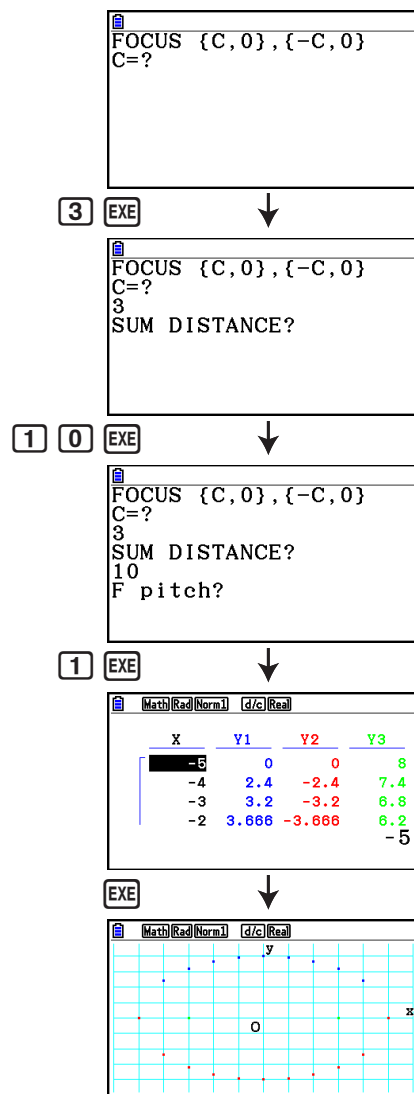 FOCUS {C,0},{-C,0}
C=?
3 EXE
FOCUS {C,0},{-C,0}
C=?
3
SUM DISTANCE?
1 0 EXE
FOCUS {C,0},{-C,0}
C=?
3
SUM DISTANCE?
10
F pitch?
1 EXE
Math Rad Norm1 d/c Real
X Y1 Y2 Y3
-5 0 0 8
-4 2.4 -2.4 7.4
-3 3.2 -3.2 6.8
-2 3.666 -3.666 6.2
-5
EXE
Math Rad Norm1 d/c Real
y
x
O